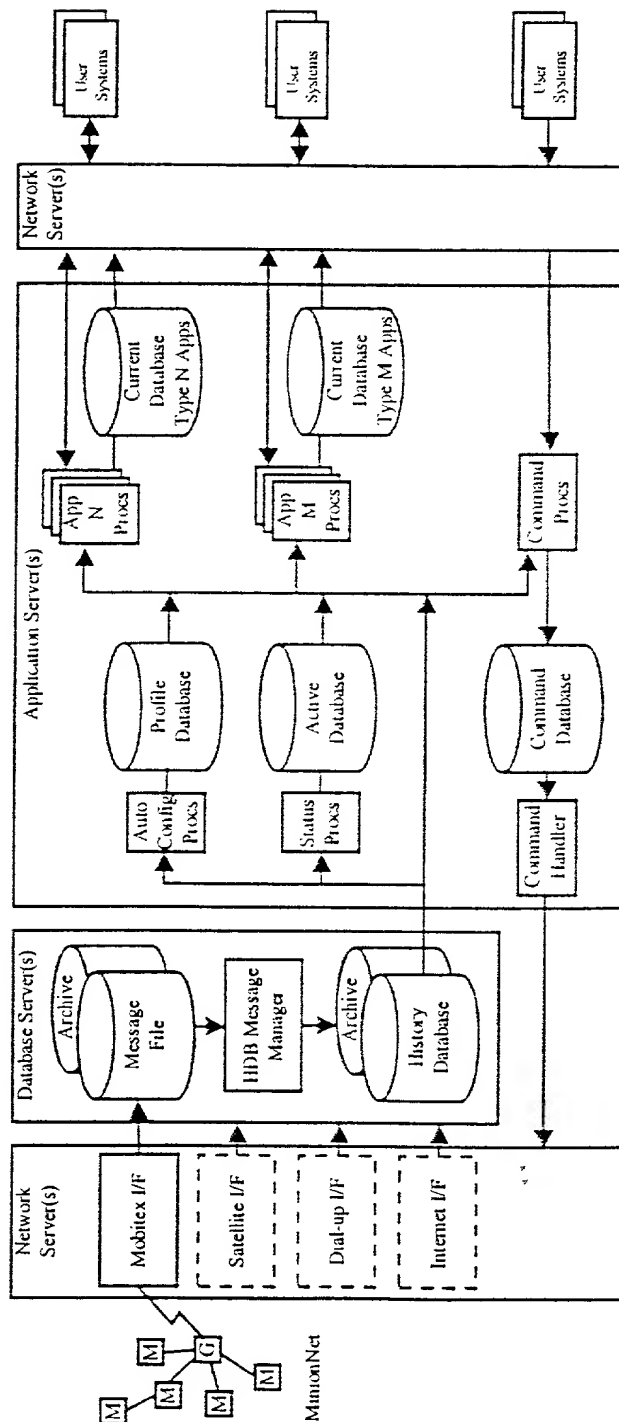 M
M
M
M
M
G
MinionNet
Network
Server(s)
Mobitex I/F
Satellite I/F
Dial-up I/F
Internet I/F
Database Server(s)
Archive
Message
File
HDB Message
Manager
Archive
History
Database
Application Server(s)
Auto
Config
Procs
Profile
Database
Status
Procs
Active
Database
Command
Handler
Command
Database
App
N
Procs
Current
Database
Type N Apps
App
M
Procs
Current
Database
Type M Apps
Command
Procs
Network
Server(s)
User
Systems
User
Systems
User
Systems